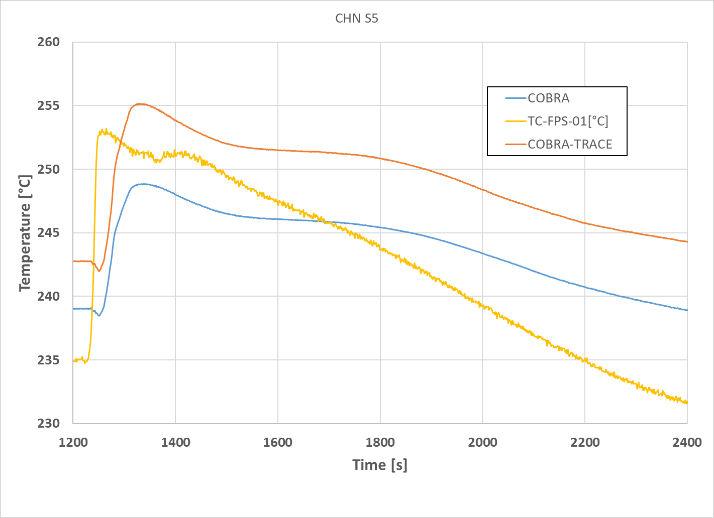 CHN S5
260
255
250
245
240
235
230
1200
1400
1600
1800
2000
2200
2400
Temperature [°C]
Time [s]
COBRA
TC-FPS-01[°C]
COBRA-TRACE